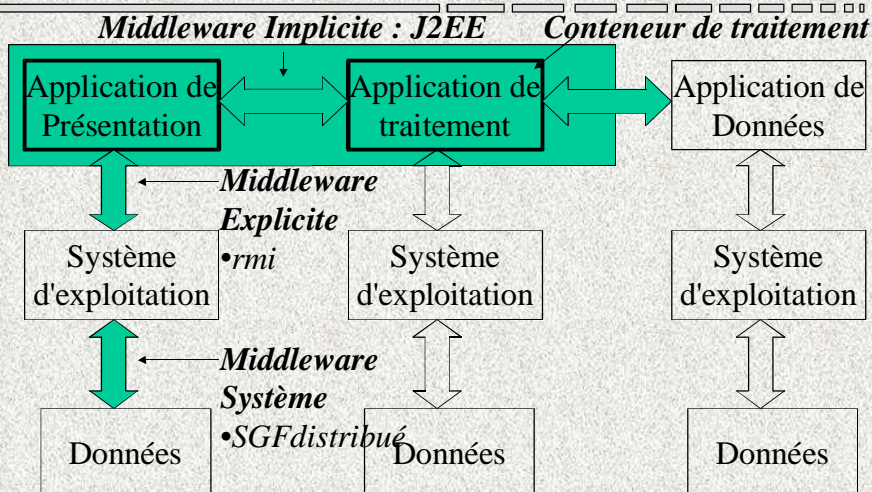 Middleware Implicite : J2EE
Conteneur de traitement
Application de
Présentation
Application de
traitement
Application de
Données
Middleware
Explicite
•rmi
Système
d'exploitation
Système
d'exploitation
Système
d'exploitation
Middleware
Système
•SGFdistribué
Données
Données
Données